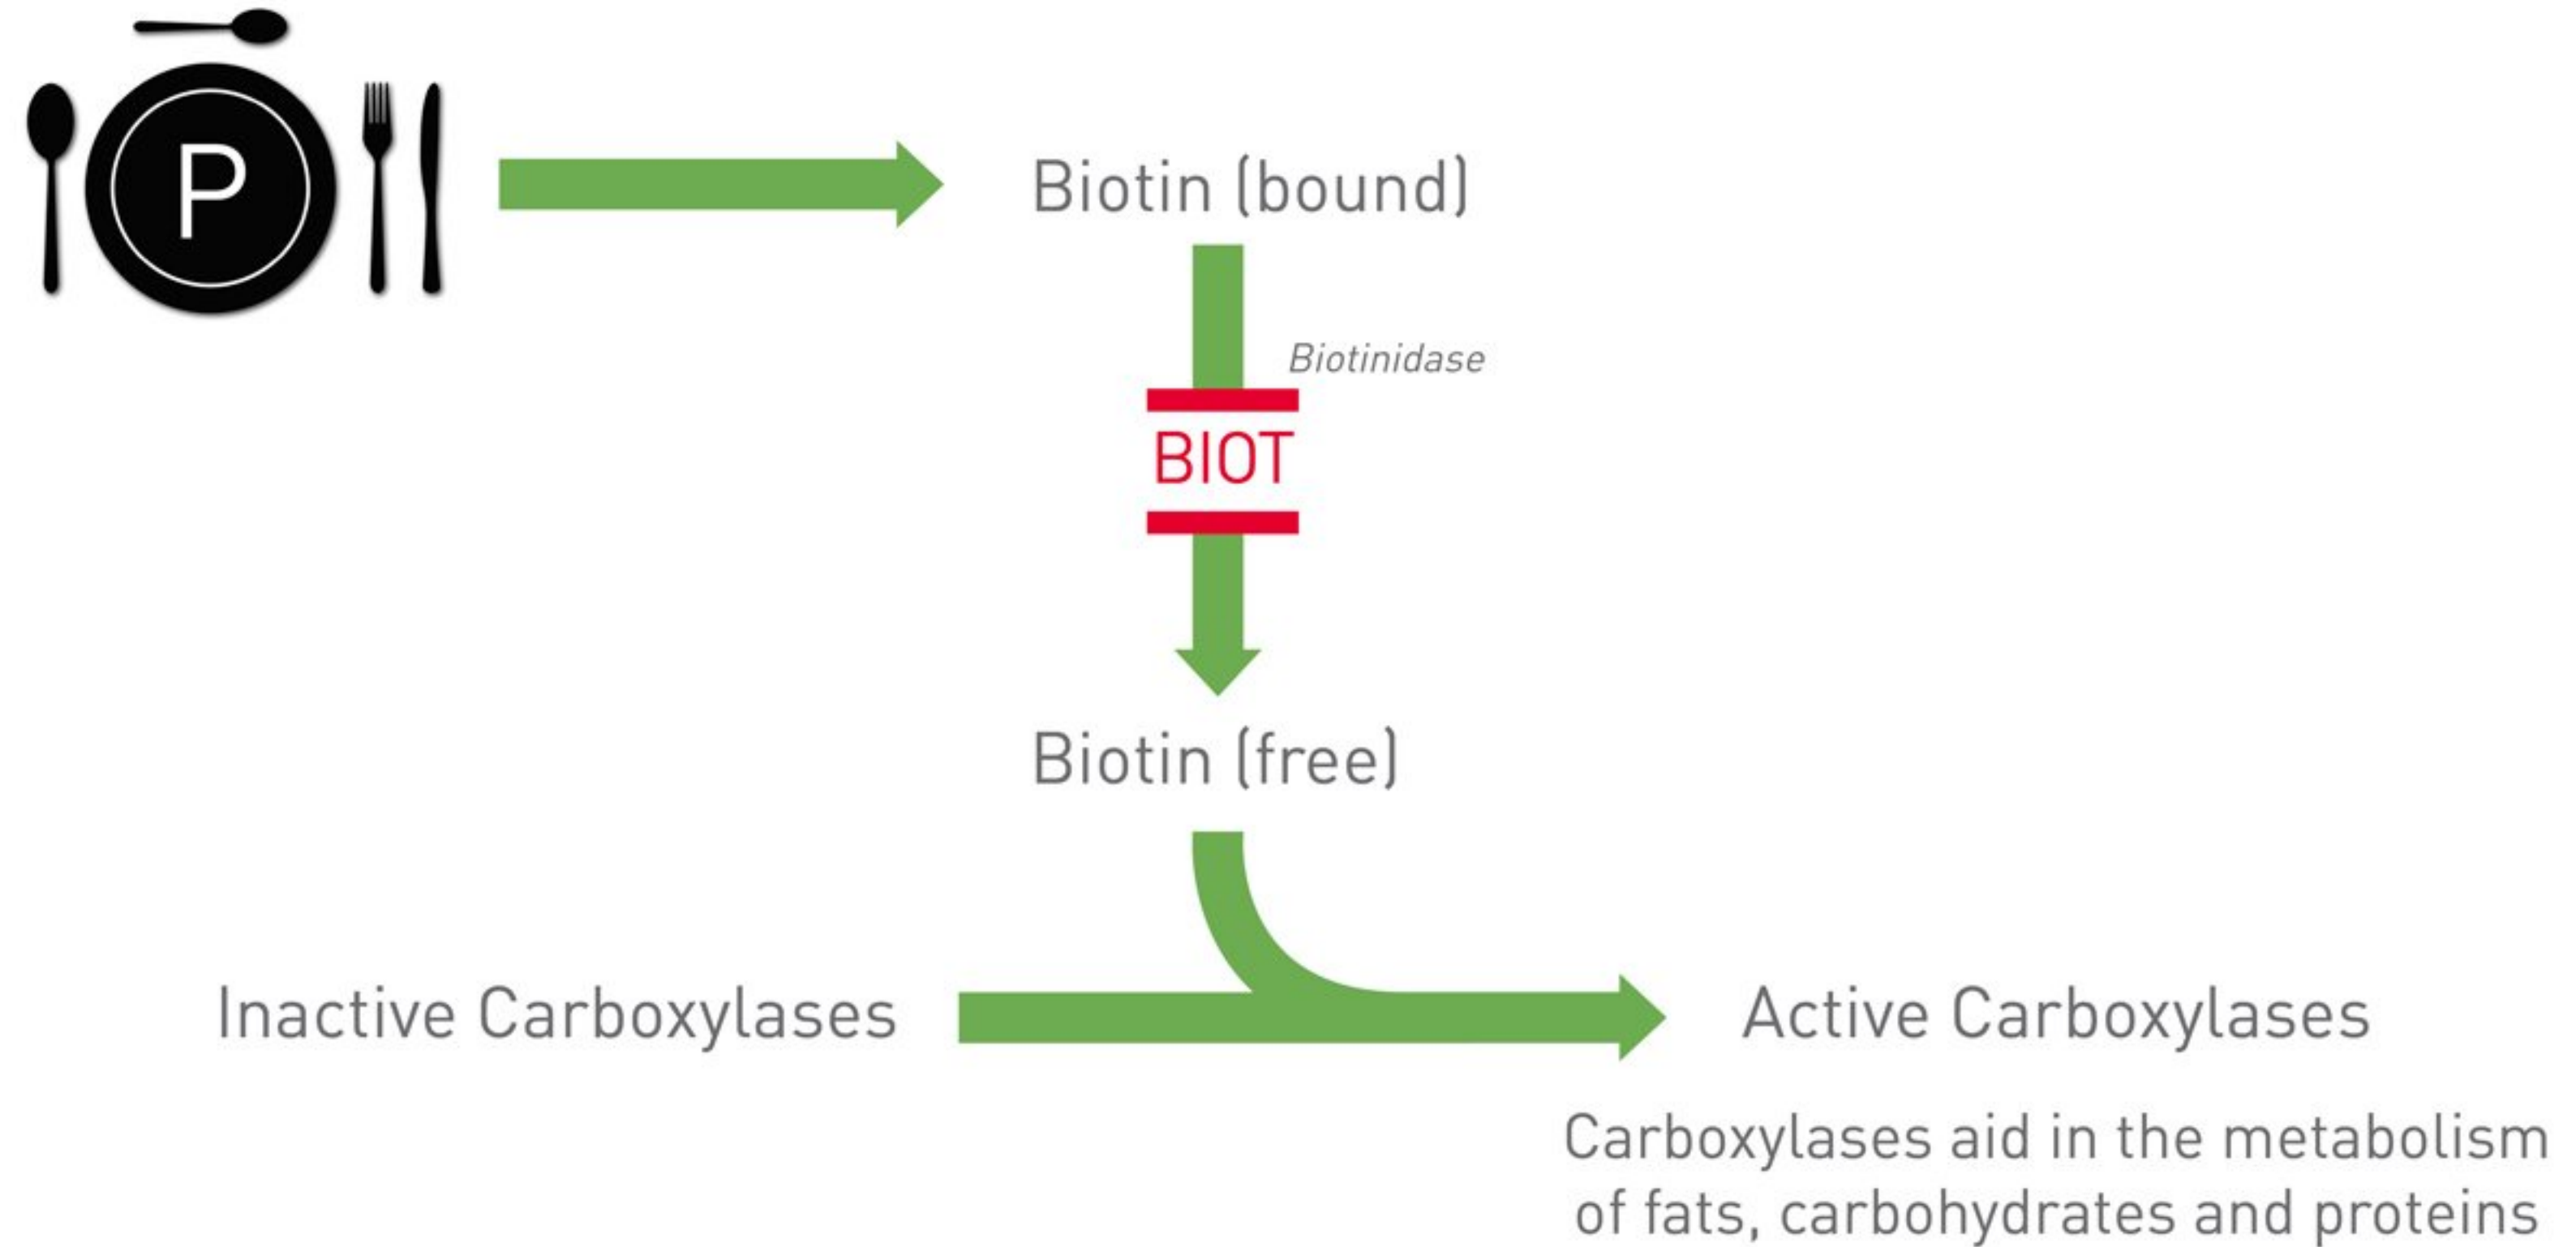 P
Biotin (bound)
Biotinidase
BIOT
Biotin (free)
Inactive Carboxylases
Active Carboxylases
Carboxylases aid in the metabolism
of fats, carbohydrates and proteins